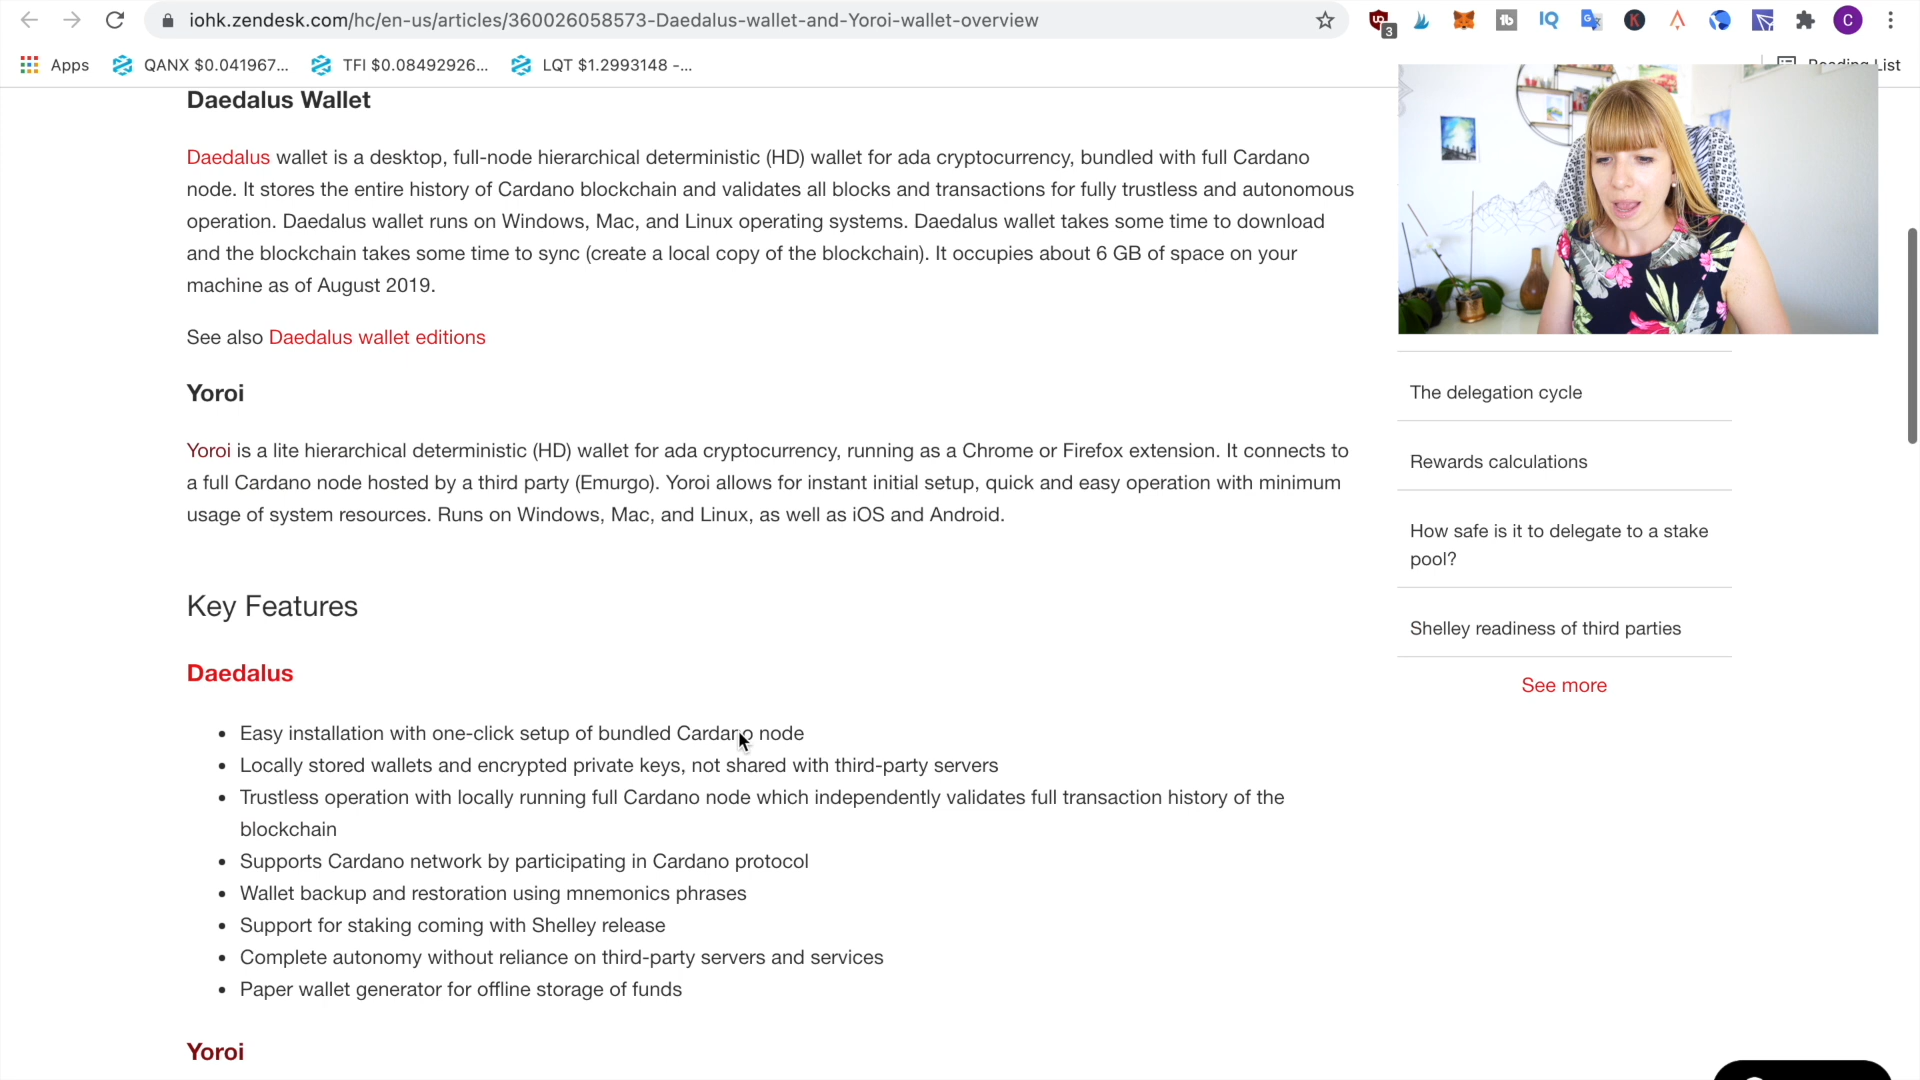 iohk.zendesk.com/hc/en-us/articles/360026058573-Daedalus-wallet-and-Yoroi-wallet-overview
3
tb
IQ
K
C
Apps
QANX $0.041967...
TFI $0.08492926...
LQT $1.2993148 -...
Reading List
Daedalus Wallet
Daedalus wallet is a desktop, full-node hierarchical deterministic (HD) wallet for ada cryptocurrency, bundled with full Cardano
node. It stores the entire history of Cardano blockchain and validates all blocks and transactions for fully trustless and autonomous
operation. Daedalus wallet runs on Windows, Mac, and Linux operating systems. Daedalus wallet takes some time to download
and the blockchain takes some time to sync (create a local copy of the blockchain). It occupies about 6 GB of space on your
machine as of August 2019.
See also Daedalus wallet editions
Yoroi
Yoroi is a lite hierarchical deterministic (HD) wallet for ada cryptocurrency, running as a Chrome or Firefox extension. It connects to
a full Cardano node hosted by a third party (Emurgo). Yoroi allows for instant initial setup, quick and easy operation with minimum
usage of system resources. Runs on Windows, Mac, and Linux, as well as iOS and Android.
Key Features
Daedalus
Easy installation with one-click setup of bundled Cardano node
Locally stored wallets and encrypted private keys, not shared with third-party servers
Trustless operation with locally running full Cardano node which independently validates full transaction history of the
blockchain
Supports Cardano network by participating in Cardano protocol
Wallet backup and restoration using mnemonics phrases
Support for staking coming with Shelley release
Complete autonomy without reliance on third-party servers and services
Paper wallet generator for offline storage of funds
Yoroi
The delegation cycle
Rewards calculations
How safe is it to delegate to a stake
pool?
Shelley readiness of third parties
See more